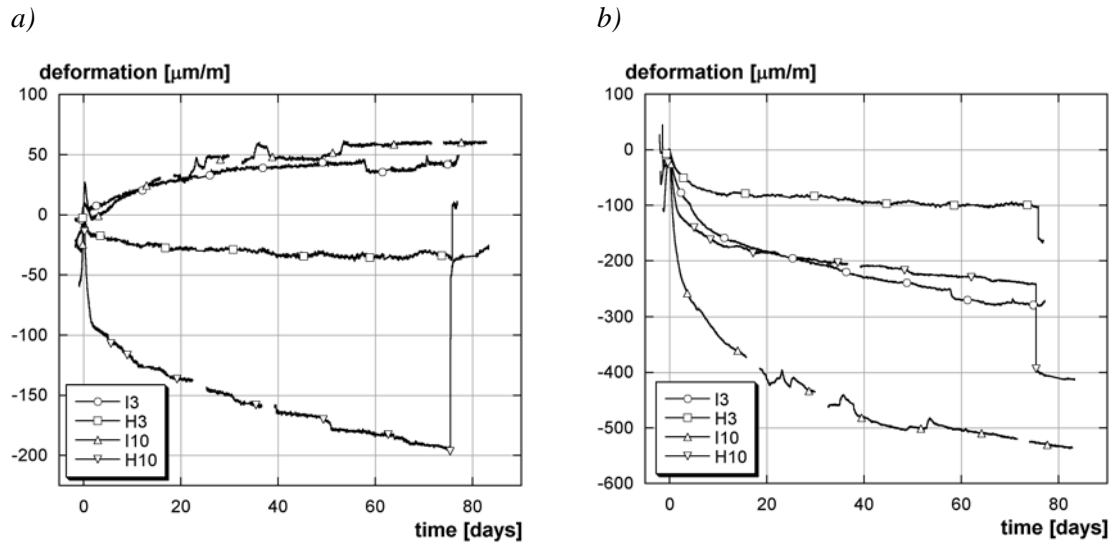 a)
deformation [μm/m]
100
50
0
-50
-100
-150
-200
I3
H3
I10
H10
0 20 40 60 80
time [days]
b)
deformation [μm/m]
100
0
-100
-200
-300
-400
-500
-600
I3
H3
I10
H10
0 20 40 60 80
time [days]